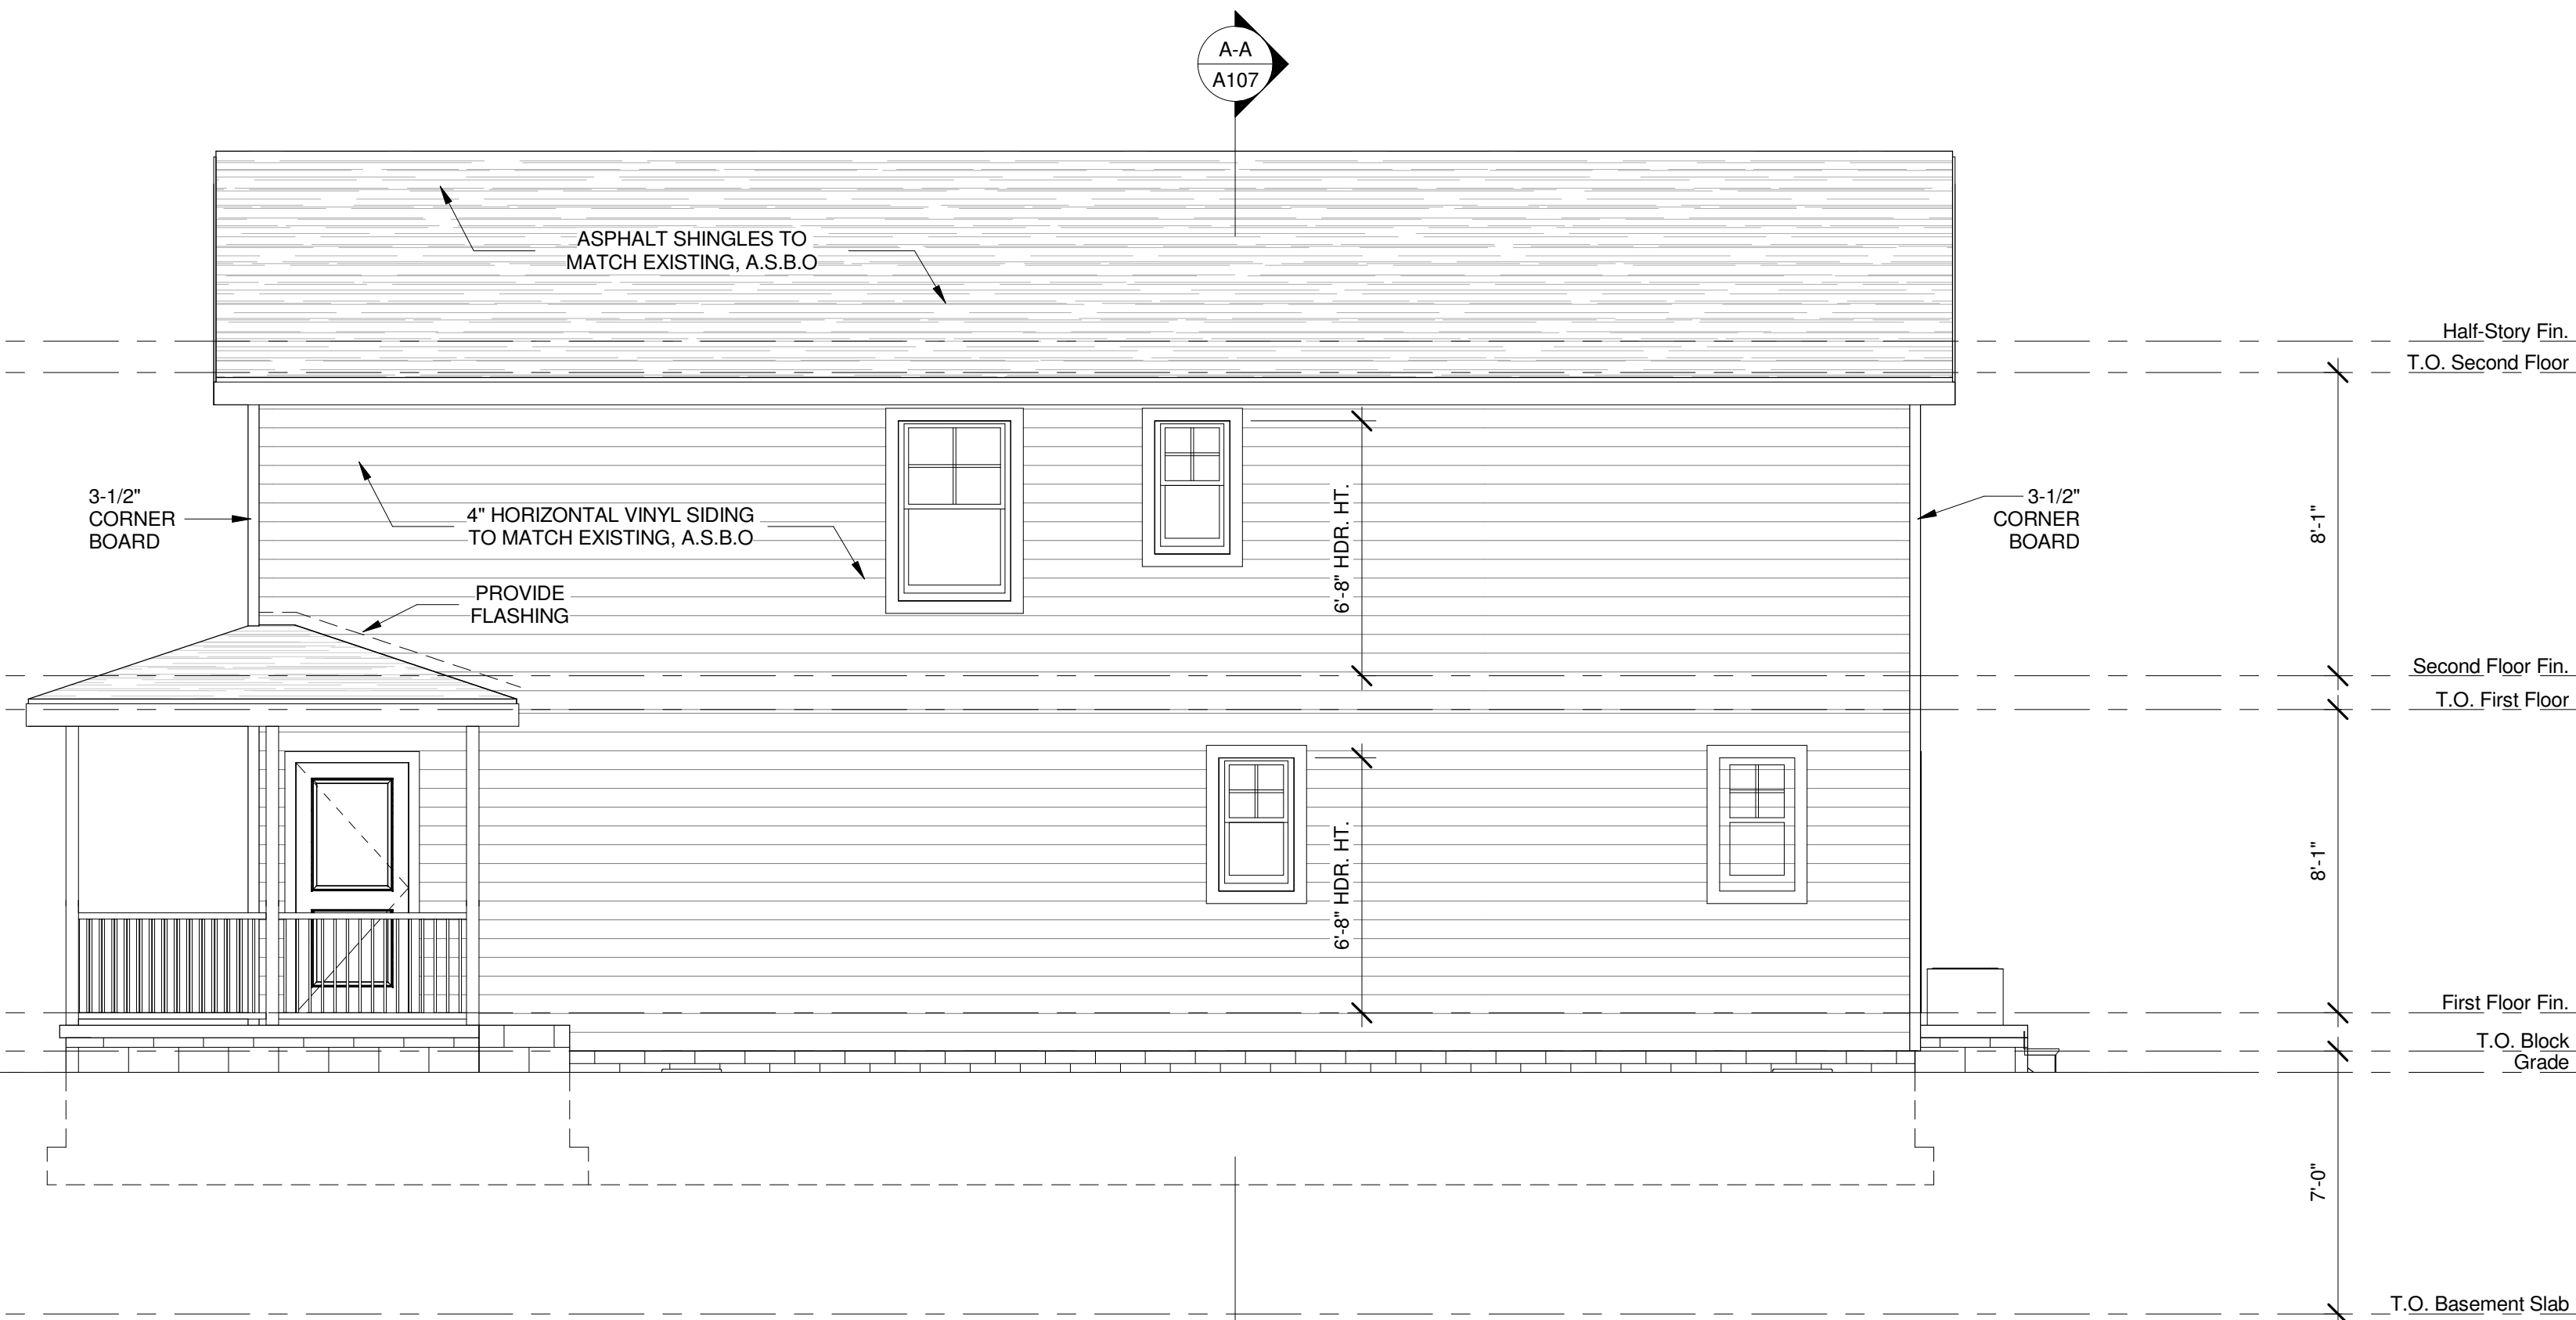 A-A
A107
ASPHALT SHINGLES TO
MATCH EXISTING, A.S.B.O
Half-Story Fin.
T.O. Second Floor
3-1/2"
CORNER
BOARD
4" HORIZONTAL VINYL SIDING
TO MATCH EXISTING, A.S.B.O
6'-8" HDR. HT.
3-1/2"
CORNER
BOARD
8'-1"
PROVIDE
FLASHING
Second Floor Fin.
T.O. First Floor
6'-8" HDR. HT.
8'-1"
First Floor Fin.
T.O. Block
Grade
7'-0"
T.O. Basement Slab